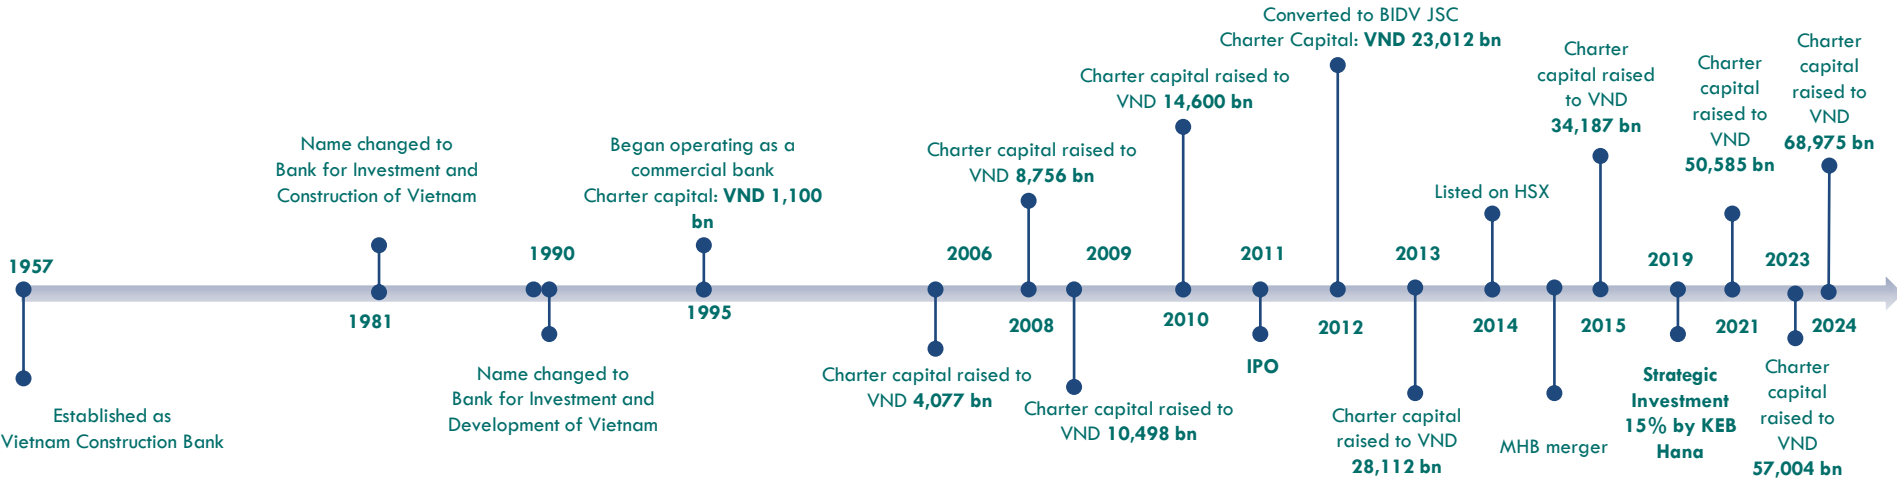 1957
Established as
Vietnam Construction Bank
Name changed to
Bank for Investment and
Construction of Vietnam
1981
1990
Name changed to
Bank for Investment and
Development of Vietnam
Began operating as a
commercial bank
Charter capital: VND 1,100
bn
1995
2006
Charter capital raised to
VND 4,077 bn
Charter capital raised to
VND 8,756 bn
2008
2009
Charter capital raised to
VND 10,498 bn
Charter capital raised to
VND 14,600 bn
2010
2011
IPO
Converted to BIDV JSC
Charter Capital: VND 23,012 bn
2012
2013
Charter capital
raised to VND
28,112 bn
Listed on HSX
2014
MHB merger
Charter
capital raised
to VND
34,187 bn
2015
2019
Strategic
Investment
15% by KEB
Hana
Charter
capital
raised to
VND
50,585 bn
2021
2023
Charter
capital
raised to
VND
57,004 bn
Charter
capital
raised to
VND
68,975 bn
2024